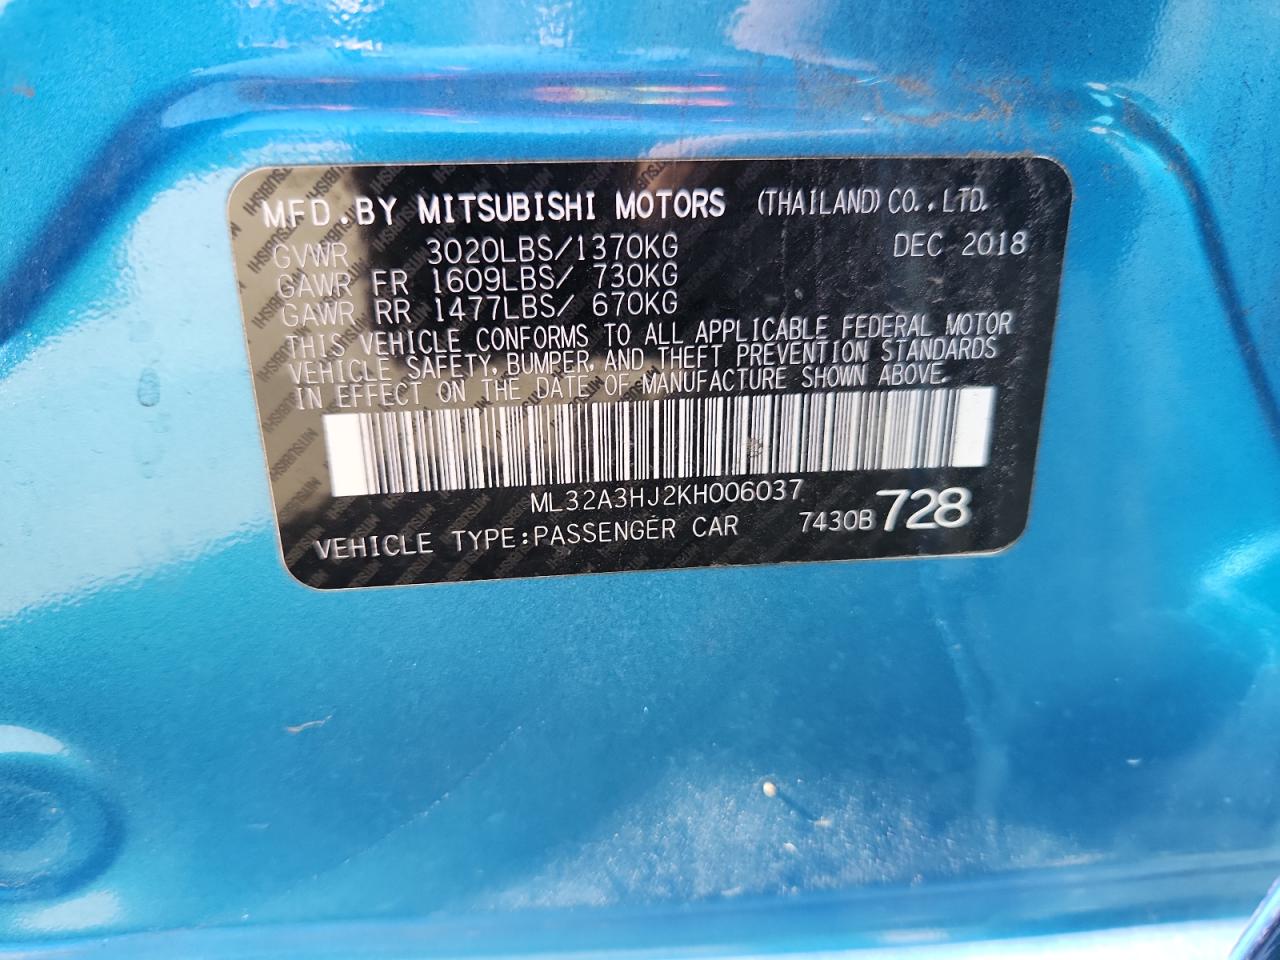 MFD.BY MITSUBISHI MOTORS (THAILAND) CO.,LTD.
GVWR 3020LBS/1370KG DEC 2018
GAWR FR 1609LBS/ 730KG
GAWR RR 1477LBS/ 670KG
THIS VEHICLE CONFORMS TO ALL APPLICABLE FEDERAL MOTOR
VEHICLE SAFETY, BUMPER, AND THEFT PREVENTION STANDARDS
IN EFFECT ON THE DATE OF MANUFACTURE SHOWN ABOVE.
ML32A3HJ2KH006037
VEHICLE TYPE:PASSENGER CAR 7430B 728